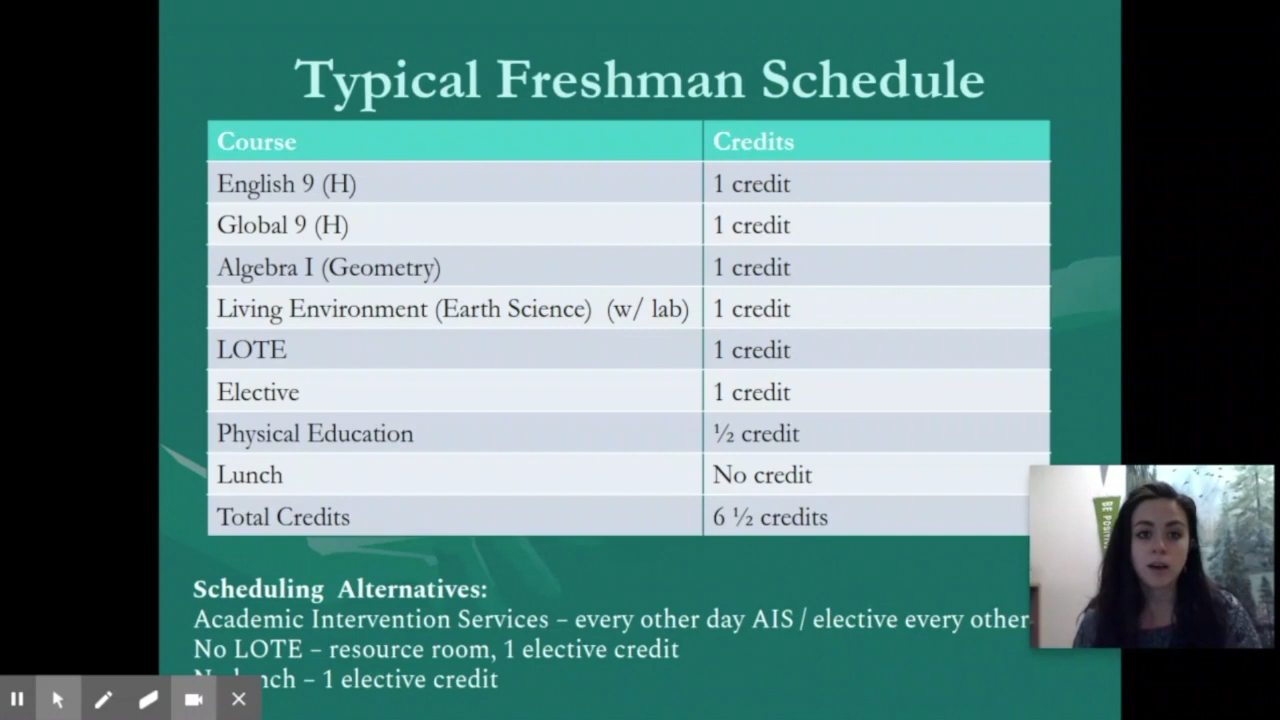 Typical Freshman Schedule
Course Credits
English 9 (H) 1 credit
Global 9 (H) 1 credit
Algebra I (Geometry) 1 credit
Living Environment (Earth Science) (w/ lab) 1 credit
LOTE 1 credit
Elective 1 credit
Physical Education ½ credit
Lunch No credit
Total Credits 6 ½ credits
BE
Scheduling Alternatives:
Academic Intervention Services – every other day AIS / elective every other
No LOTE – resource room, 1 elective credit
– 1 elective credit